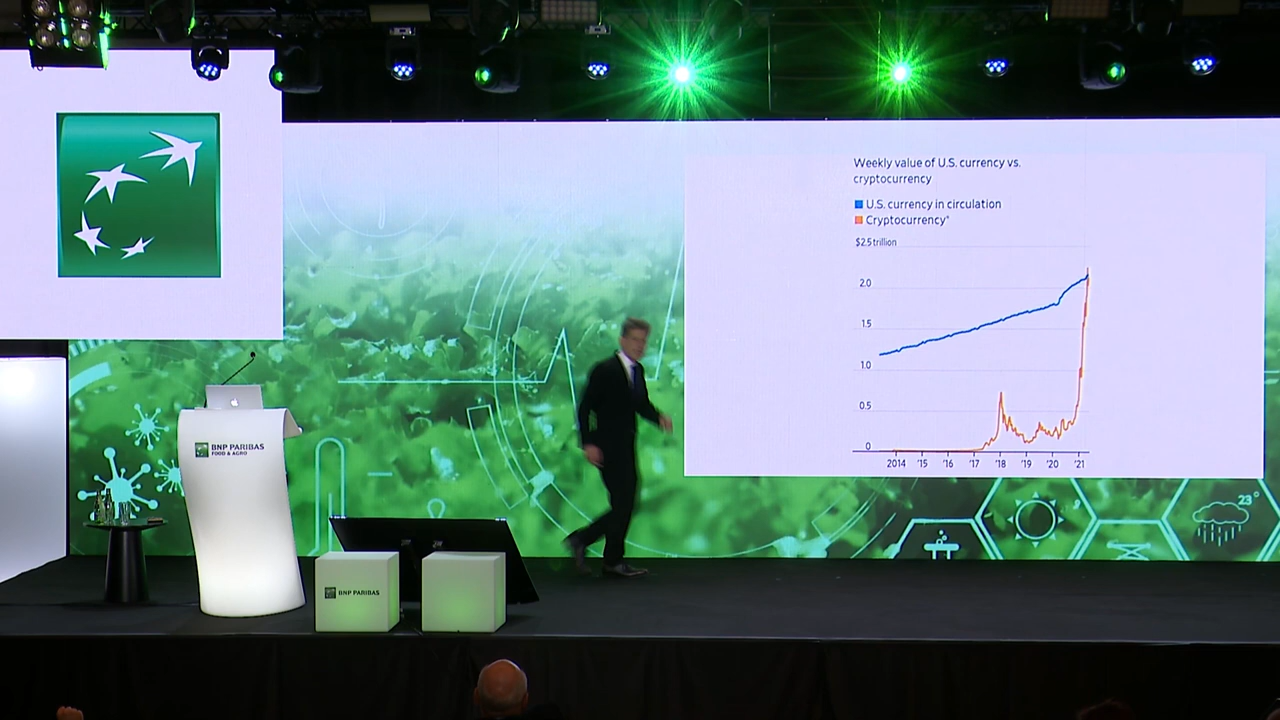 Weekly value of U.S. currency vs.
cryptocurrency
U.S. currency in circulation
Cryptocurrency*
$2.5 trillion
2.0
1.5
1.0
0.5
0
2014 '15 '16 '17 '18 '19 '20 '21
23°
BNP PARIBAS
FOOD & AGRO
BNP PARIBAS